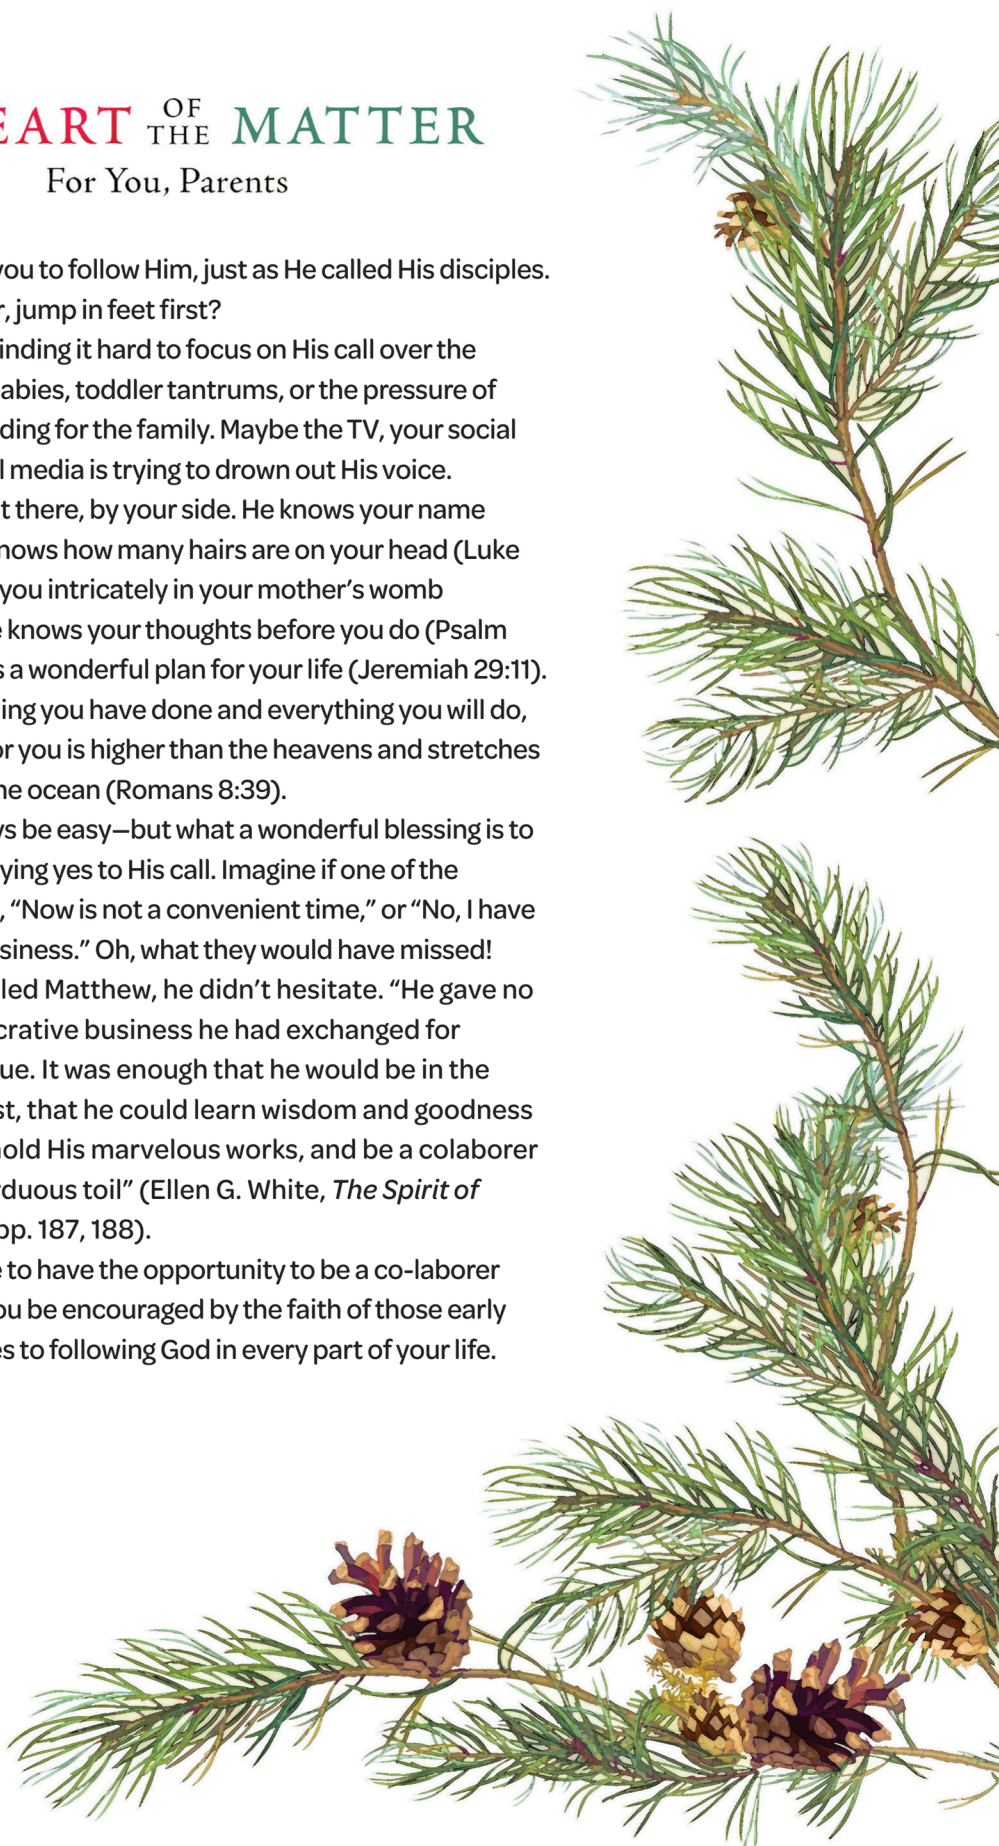 EART OF THE MATTER
For You, Parents
you to follow Him, just as He called His disciples.
r, jump in feet first?
inding it hard to focus on His call over the
abies, toddler tantrums, or the pressure of
ding for the family. Maybe the TV, your social
l media is trying to drown out His voice.
t there, by your side. He knows your name
nows how many hairs are on your head (Luke
you intricately in your mother’s womb
e knows your thoughts before you do (Psalm
s a wonderful plan for your life (Jeremiah 29:11).
ing you have done and everything you will do,
or you is higher than the heavens and stretches
he ocean (Romans 8:39).
ys be easy—but what a wonderful blessing is to
ying yes to His call. Imagine if one of the
, “Now is not a convenient time,” or “No, I have
siness.” Oh, what they would have missed!
led Matthew, he didn’t hesitate. “He gave no
crative business he had exchanged for
ue. It was enough that he would be in the
st, that he could learn wisdom and goodness
old His marvelous works, and be a colaborer
rduous toil” (Ellen G. White, The Spirit of
pp. 187, 188).
e to have the opportunity to be a co-laborer
ou be encouraged by the faith of those early
es to following God in every part of your life.